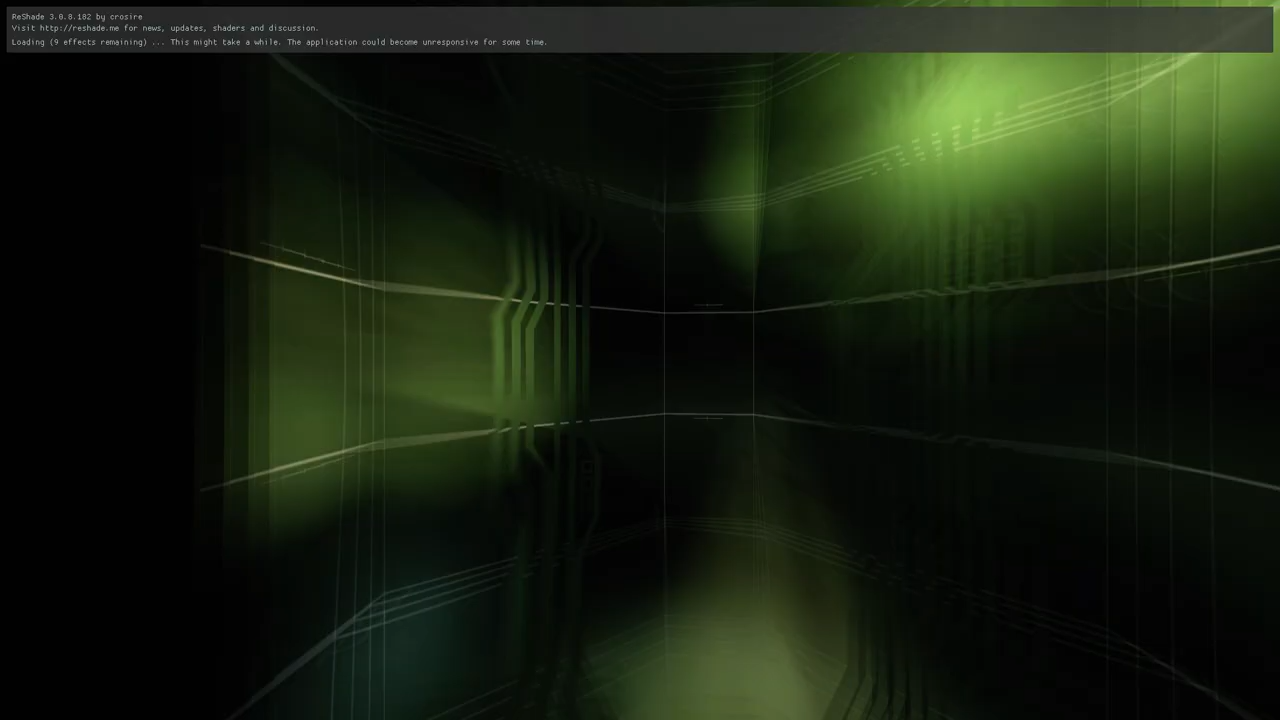 ReShade 3.0.8.182 by crosire
Visit http://reshade.me for news, updates, shaders and discussion.
Loading (9 effects remaining) ... This might take a while. The application could become unresponsive for some time.